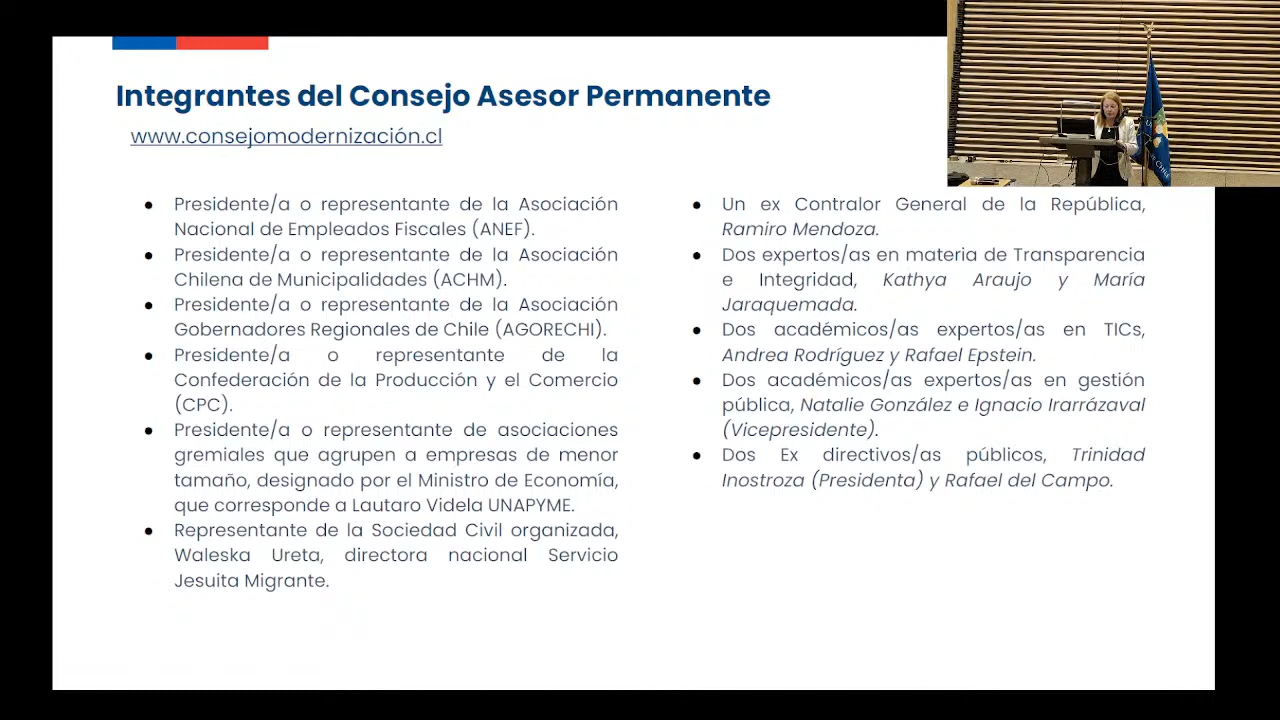 Integrantes del Consejo Asesor Permanente
www.consejomodernización.cl
● Presidente/a o representante de la Asociación
Nacional de Empleados Fiscales (ANEF).
● Presidente/a o representante de la Asociación
Chilena de Municipalidades (ACHM).
● Presidente/a o representante de la Asociación
Gobernadores Regionales de Chile (AGORECHI).
● Presidente/a o representante de la
Confederación de la Producción y el Comercio
(CPC).
● Presidente/a o representante de asociaciones
gremiales que agrupen a empresas de menor
tamaño, designado por el Ministro de Economía,
que corresponde a Lautaro Videla UNAPYME.
● Representante de la Sociedad Civil organizada,
Waleska Ureta, directora nacional Servicio
Jesuita Migrante.
● Un ex Contralor General de la República,
Ramiro Mendoza.
● Dos expertos/as en materia de Transparencia
e Integridad, Kathya Araujo y María
Jaraquemada.
● Dos académicos/as expertos/as en TICs,
Andrea Rodríguez y Rafael Epstein.
● Dos académicos/as expertos/as en gestión
pública, Natalie González e Ignacio Irarrázaval
(Vicepresidente).
● Dos Ex directivos/as públicos, Trinidad
Inostroza (Presidenta) y Rafael del Campo.